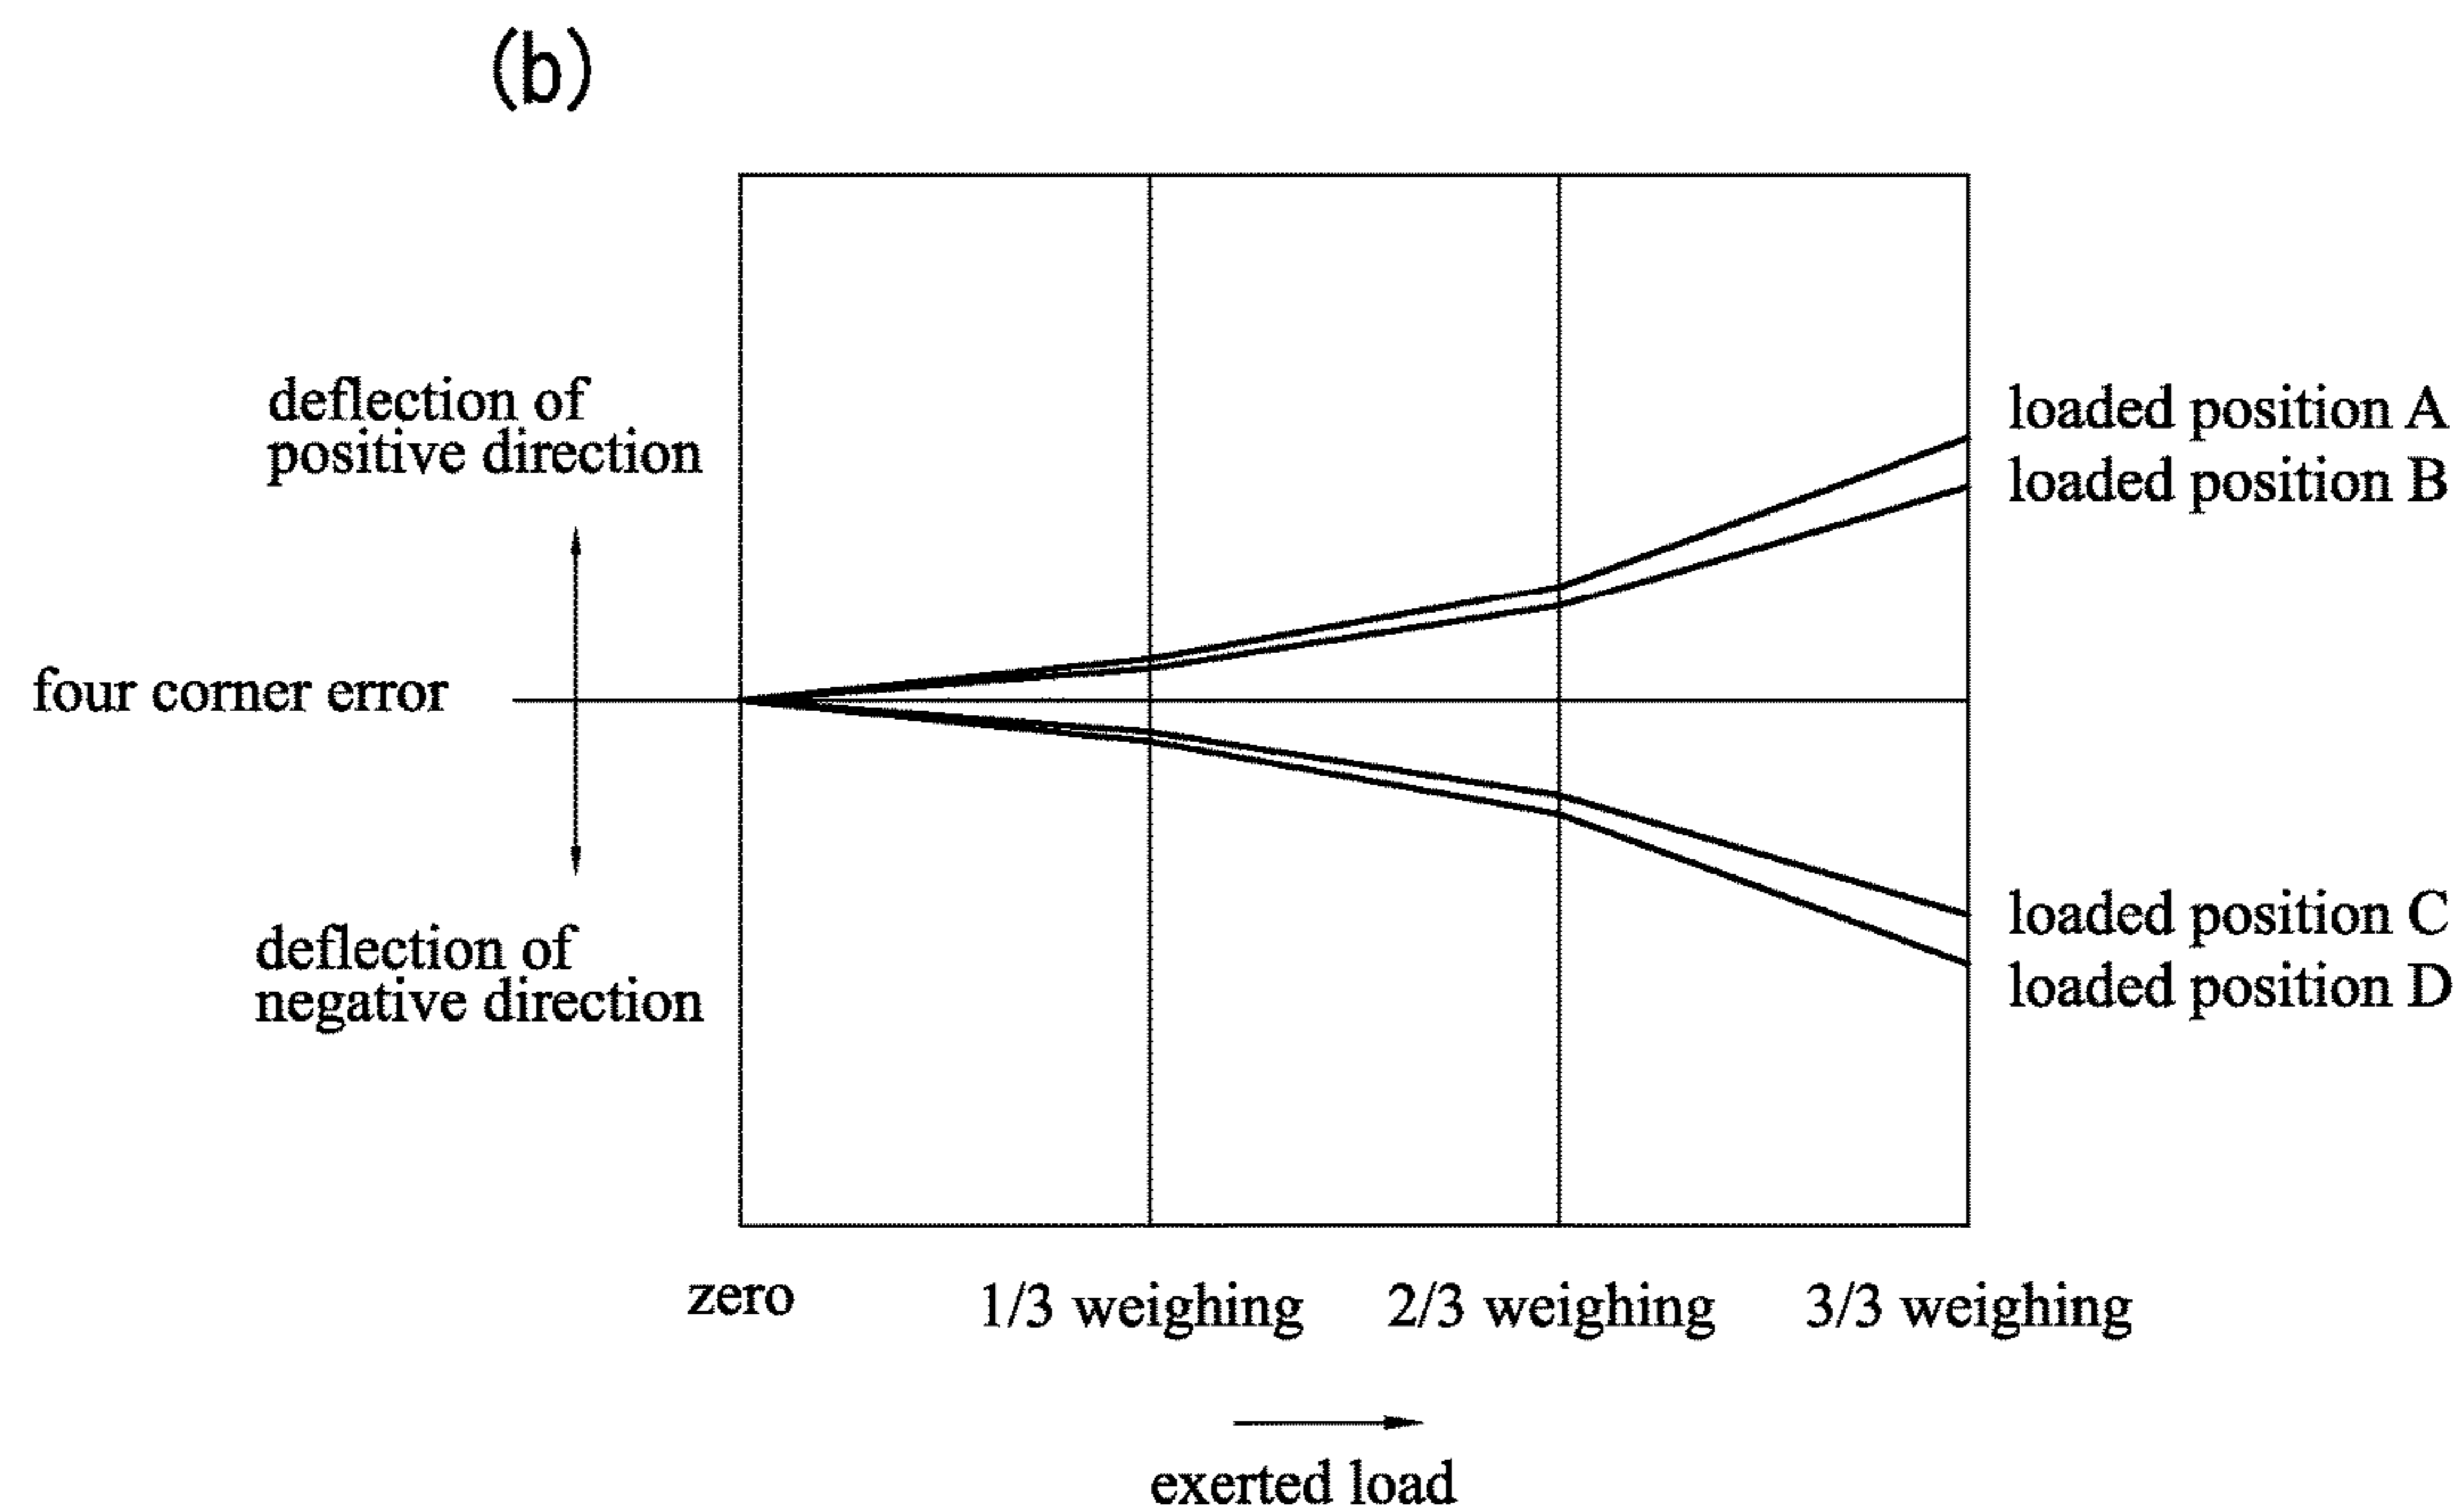 (b)
deflection of
positive direction
loaded position A
loaded position B
four corner error
deflection of
negative direction
loaded position C
loaded position D
zero
1/3 weighing
2/3 weighing
3/3 weighing
exerted load